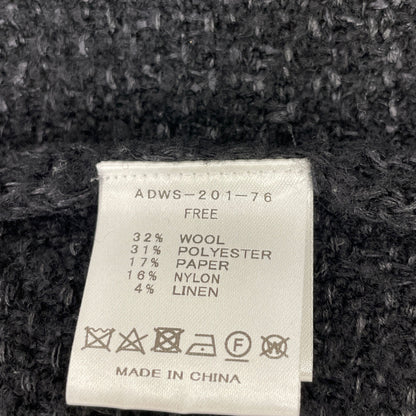 ADWS-201-76
FREE
32% WOOL
31% POLYESTER
17% PAPER
16% NYLON
4% LINEN
F W
MADE IN CHINA